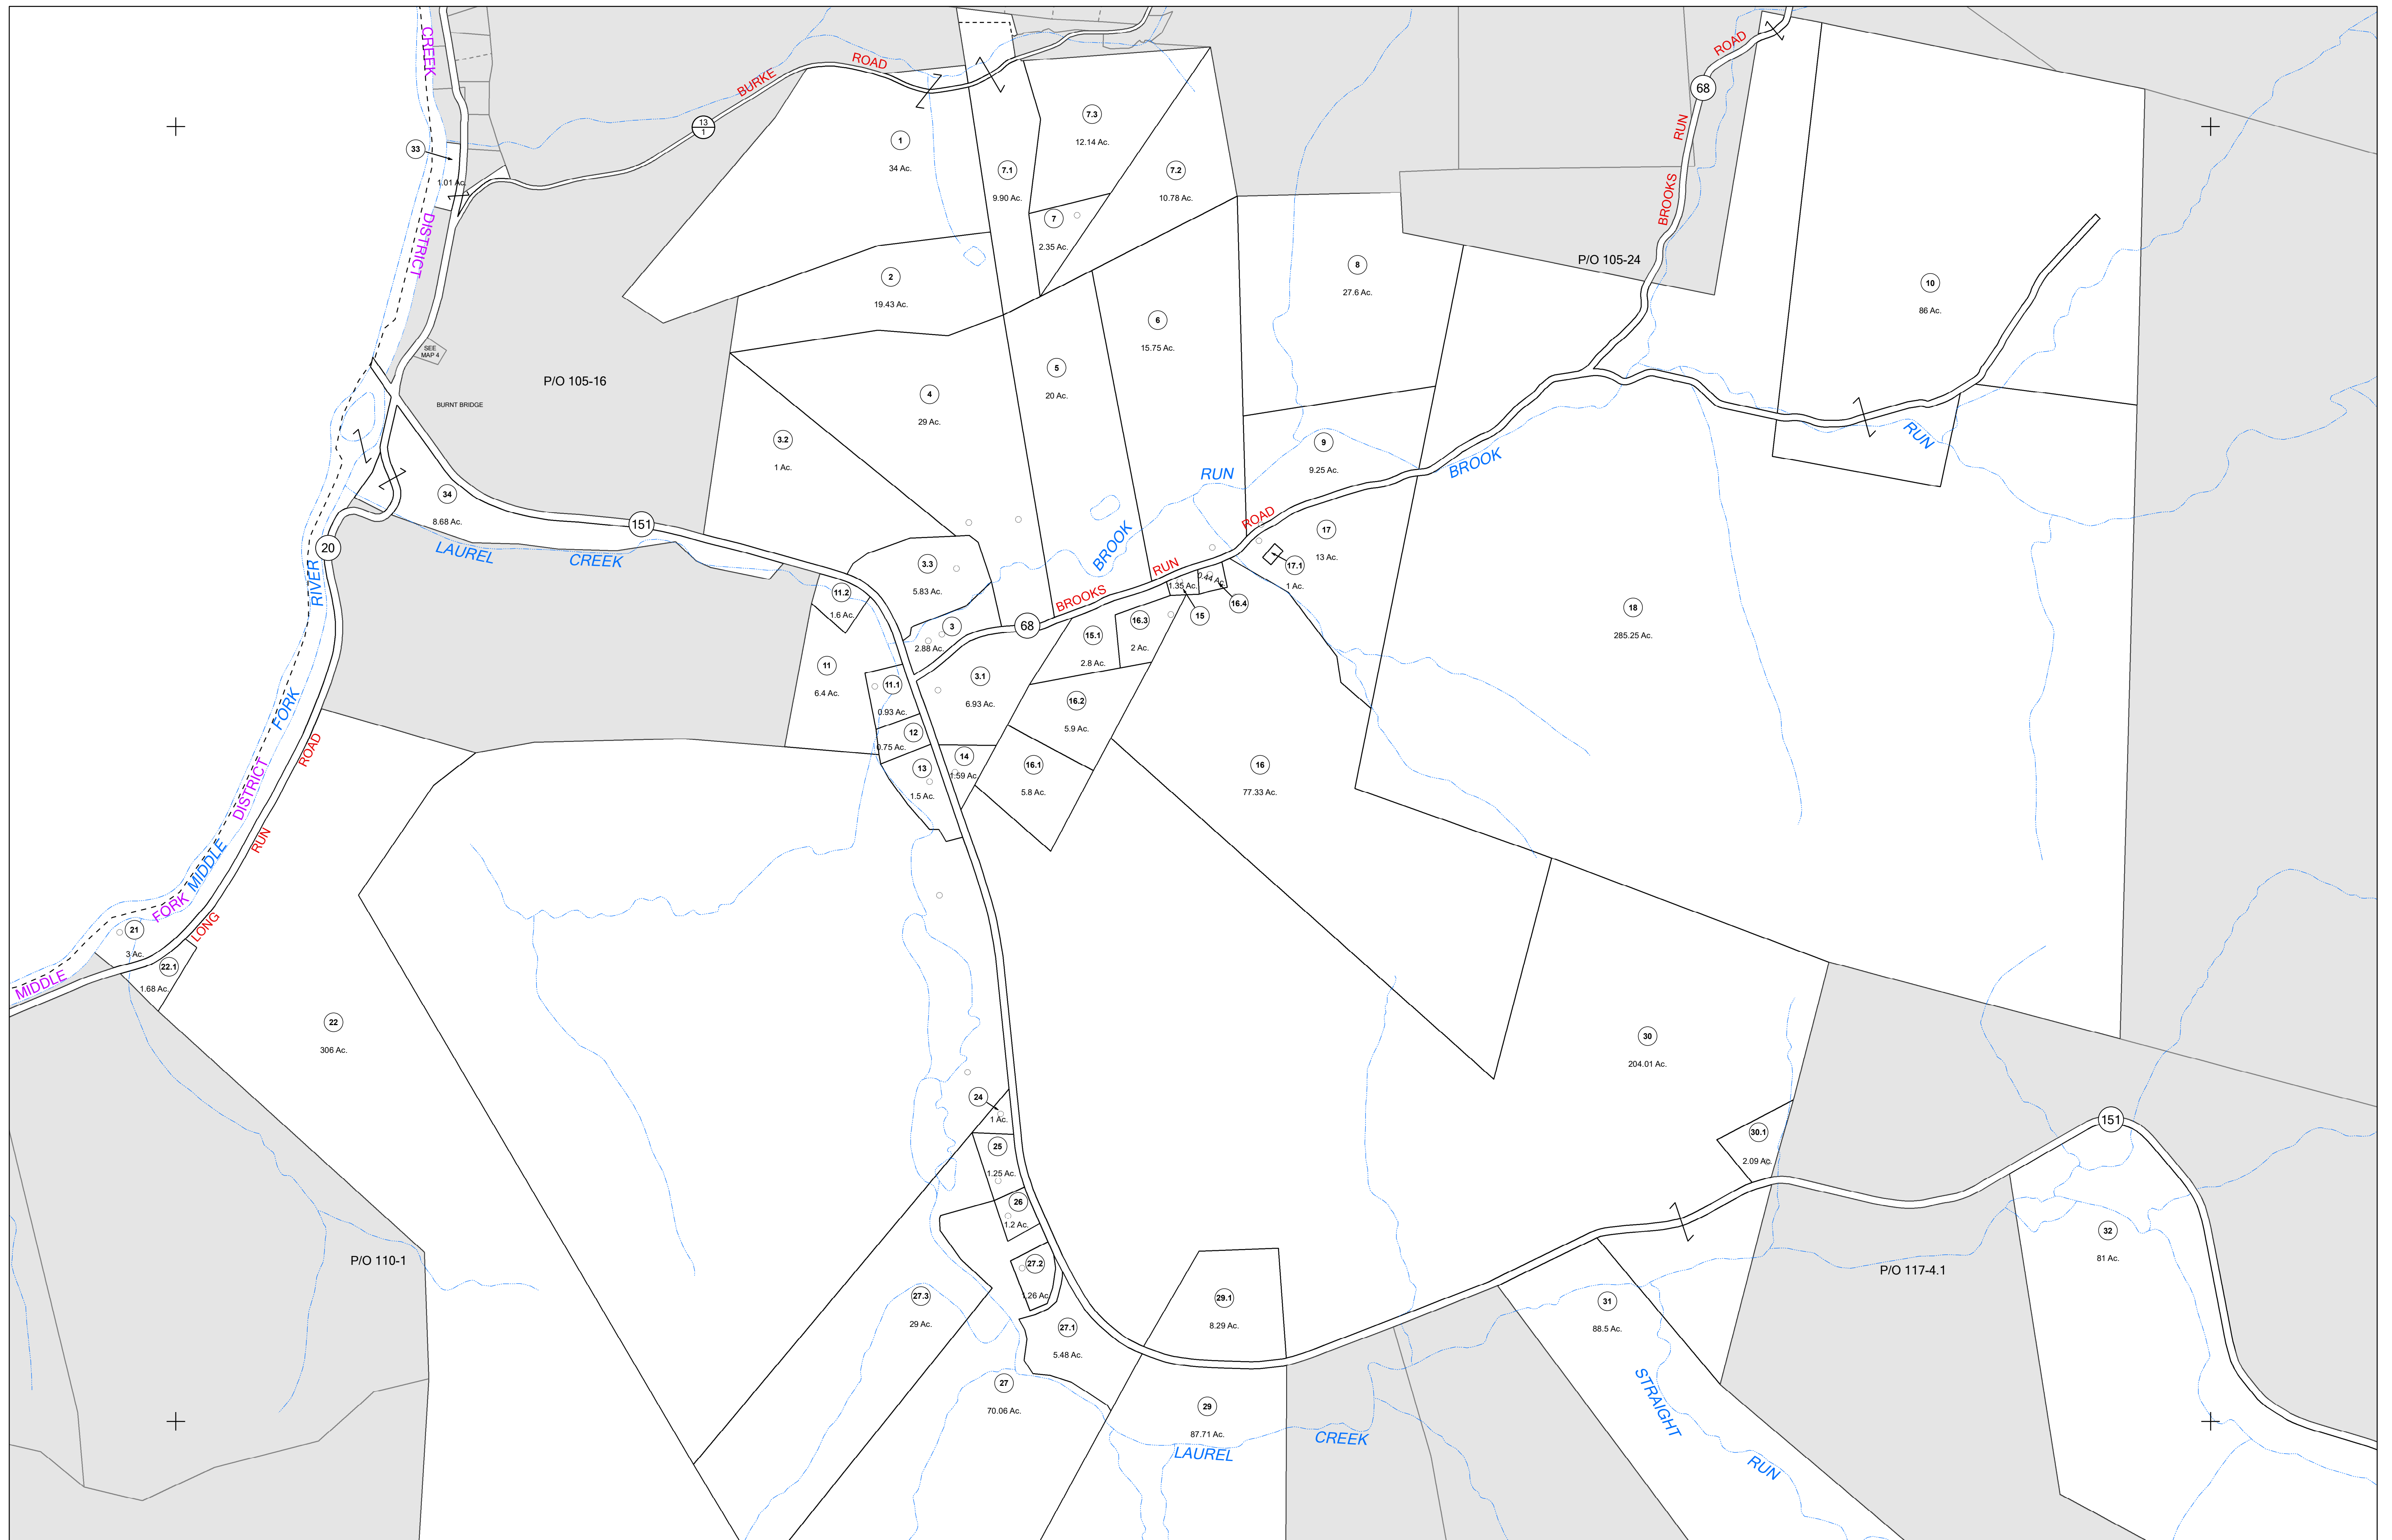 CREEK
DISTRICT
33
1.01 Ac.
BURKE
ROAD
13
1
1
34 Ac.
7.1
9.90 Ac.
7.3
12.14 Ac.
7.2
10.78 Ac.
7
2.35 Ac.
2
19.43 Ac.
68
ROAD
RUN
BROOKS
P/O 105-24
8
27.6 Ac.
10
86 Ac.
SEE
MAP 4
P/O 105-16
BURNT BRIDGE
6
15.75 Ac.
5
20 Ac.
4
29 Ac.
3.2
1 Ac.
9
9.25 Ac.
RUN
BROOK
RUN
BROOK
34
8.68 Ac.
151
20
LAUREL
CREEK
RIVER
3.3
5.83 Ac.
ROAD
RUN
BROOKS
68
17
13 Ac.
17.1
1 Ac.
11.2
1.6 Ac.
1.35 Ac.
0.44 Ac.
16.4
15
18
285.25 Ac.
3
2.88 Ac.
15.1
2.8 Ac.
16.3
2 Ac.
11
6.4 Ac.
11.1
0.93 Ac.
3.1
6.93 Ac.
16.2
5.9 Ac.
12
0.75 Ac.
13
1.5 Ac.
14
1.59 Ac.
16.1
5.8 Ac.
16
77.33 Ac.
FORK
ROAD
DISTRICT
RUN
MIDDLE
FORK
LONG
MIDDLE
21
3 Ac.
22.1
1.68 Ac.
22
306 Ac.
30
204.01 Ac.
24
1 Ac.
25
1.25 Ac.
26
1.2 Ac.
30.1
2.09 Ac.
151
32
81 Ac.
P/O 110-1
27.2
.26 Ac.
P/O 117-4.1
27.3
29 Ac.
29.1
8.29 Ac.
31
88.5 Ac.
27.1
5.48 Ac.
27
70.06 Ac.
29
87.71 Ac.
LAUREL
CREEK
STRAIGHT
RUN